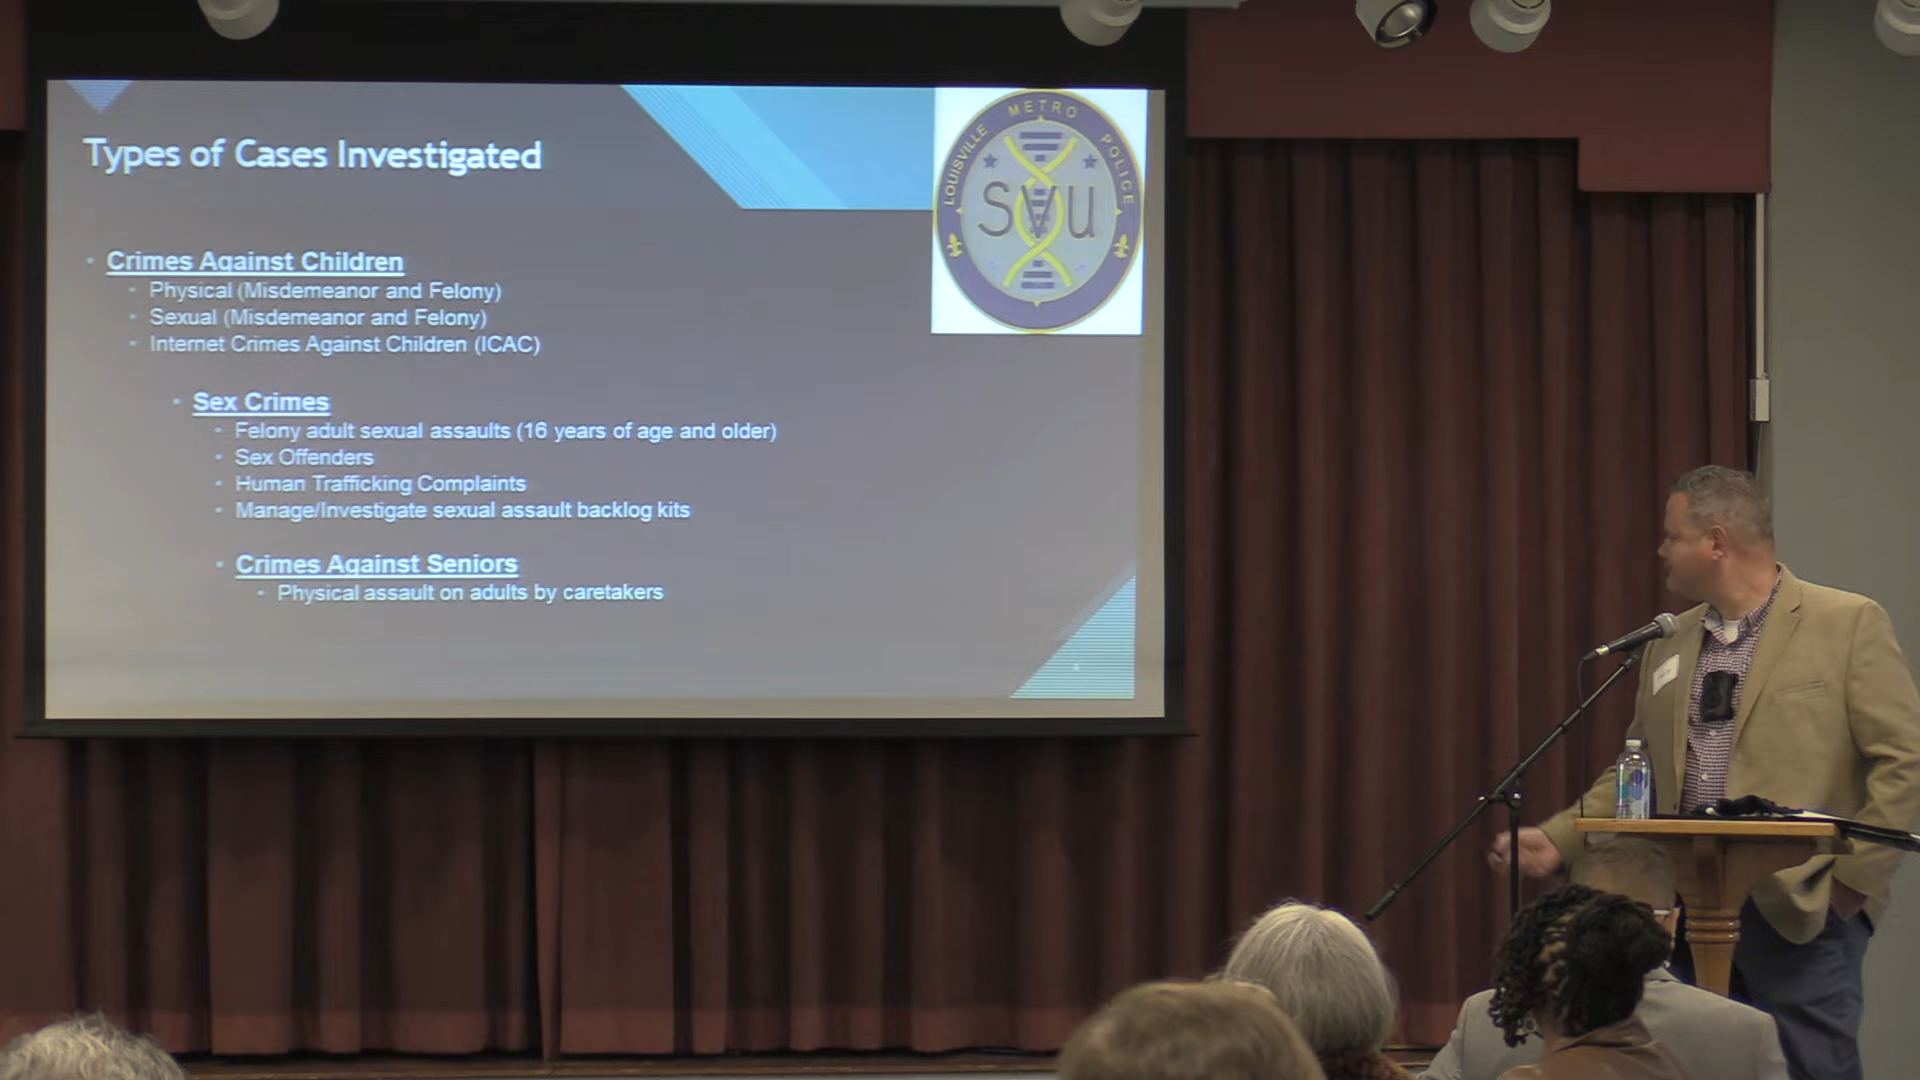 Types of Cases Investigated
LOUISVILLE METRO POLICE
SVU
Crimes Against Children
Physical (Misdemeanor and Felony)
Sexual (Misdemeanor and Felony)
Internet Crimes Against Children (ICAC)
Sex Crimes
Felony adult sexual assaults (16 years of age and older)
Sex Offenders
Human Trafficking Complaints
Manage/Investigate sexual assault backlog kits
Crimes Against Seniors
Physical assault on adults by caretakers